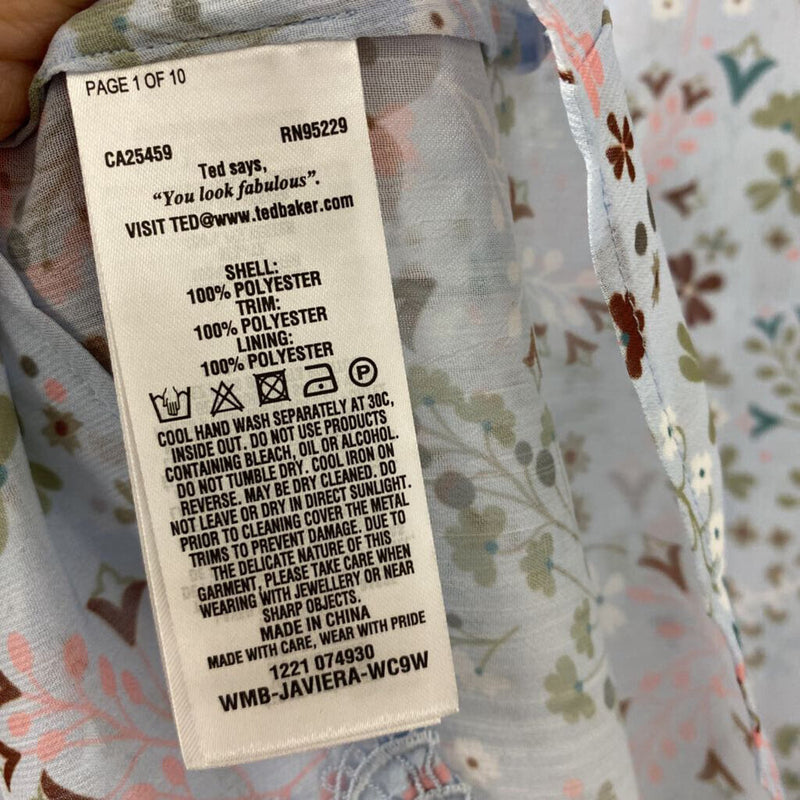 PAGE 1 OF 10
CA25459 RN95229
Ted says,
"You look fabulous".
VISIT TED@www.tedbaker.com
SHELL:
100% POLYESTER
TRIM:
100% POLYESTER
LINING:
100% POLYESTER
P
COOL HAND WASH SEPARATELY AT 30C,
INSIDE OUT. DO NOT USE PRODUCTS
CONTAINING BLEACH, OIL OR ALCOHOL.
DO NOT TUMBLE DRY. COOL IRON ON
REVERSE. MAY BE DRY CLEANED. DO
NOT LEAVE OR DRY IN DIRECT SUNLIGHT.
PRIOR TO CLEANING COVER THE METAL
TRIMS TO PREVENT DAMAGE. DUE TO
THE DELICATE NATURE OF THIS
GARMENT, PLEASE TAKE CARE WHEN
WEARING WITH JEWELLERY OR NEAR
SHARP OBJECTS.
MADE IN CHINA
MADE WITH CARE, WEAR WITH PRIDE
1221 074930
WMB-JAVIERA-WC9W